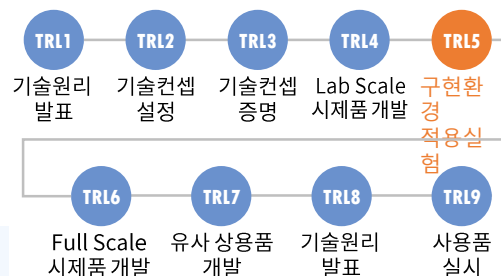 TRL1 TRL2 TRL3 TRL4 TRL5
기술원리 기술컨셉 기술컨셉 Lab Scale 구현환
발표 설정 증명 시제품 개발 경
적용실
험
TRL6 TRL7 TRL8 TRL9
Full Scale 유사 상용품 기술원리 사용품
시제품 개발 개발 발표 실시